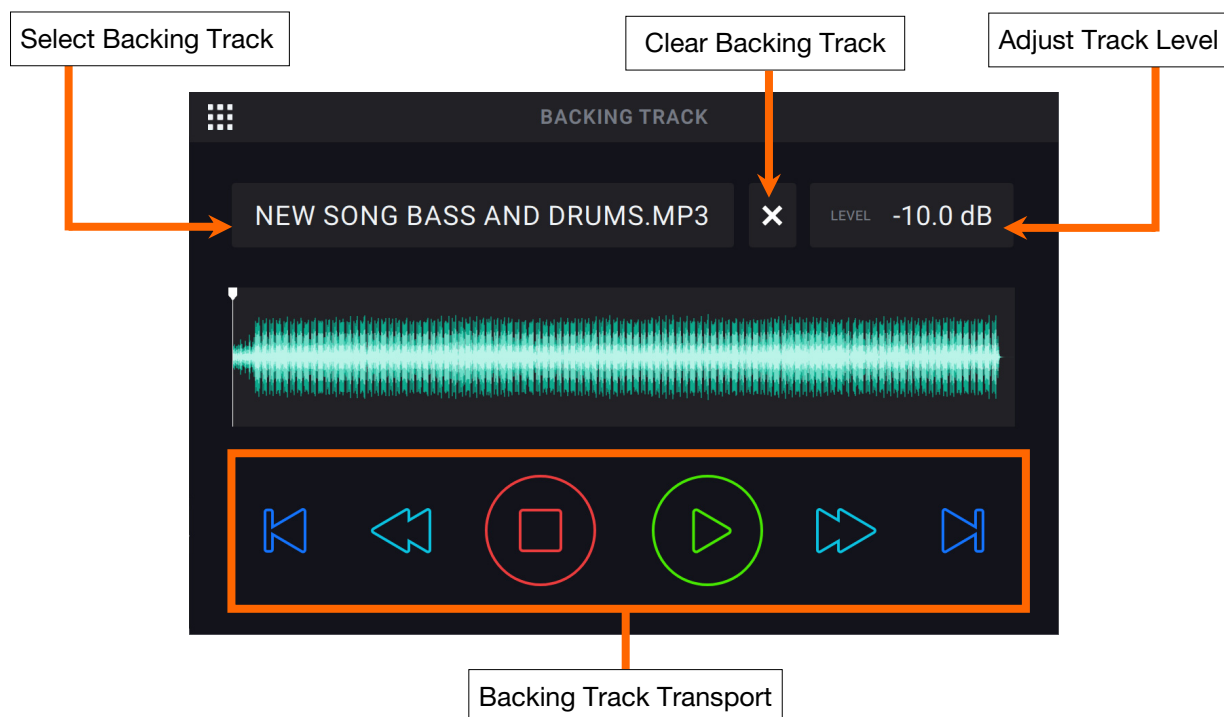 Select Backing Track
Clear Backing Track
Adjust Track Level
BACKING TRACK
NEW SONG BASS AND DRUMS.MP3
LEVEL -10.0 dB
Backing Track Transport